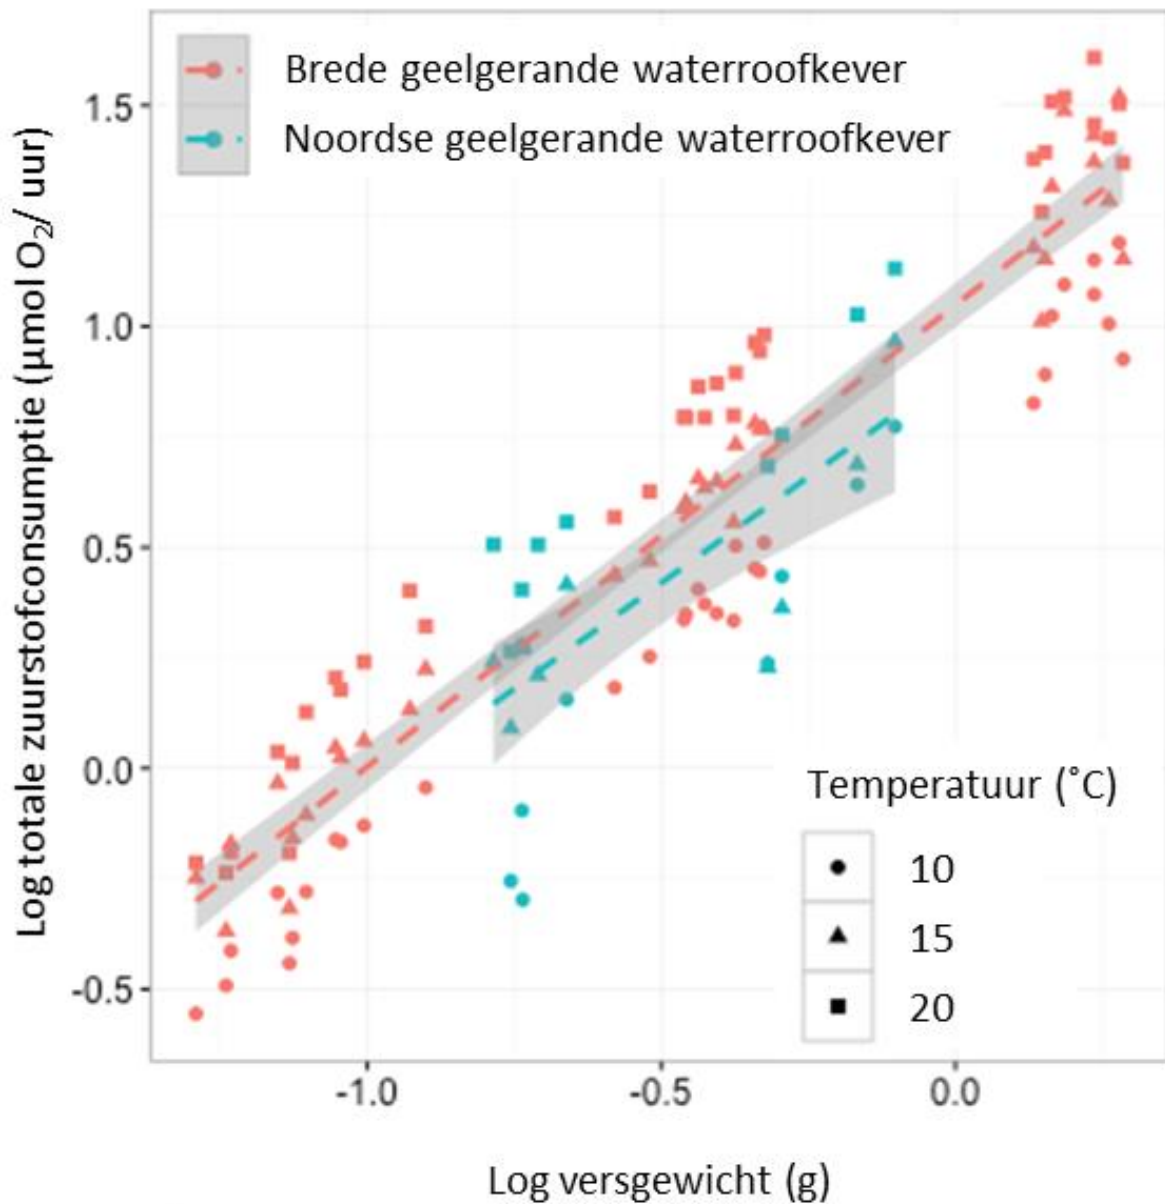 Brede geelgerande waterroofkever
Noordse geelgerande waterroofkever
Log totale zuurstofconsumptie (µmol O₂/ uur)
1.5
1.0
0.5
0.0
-0.5
Temperatuur (˚C)
10
15
20
-1.0
-0.5
0.0
Log versgewicht (g)